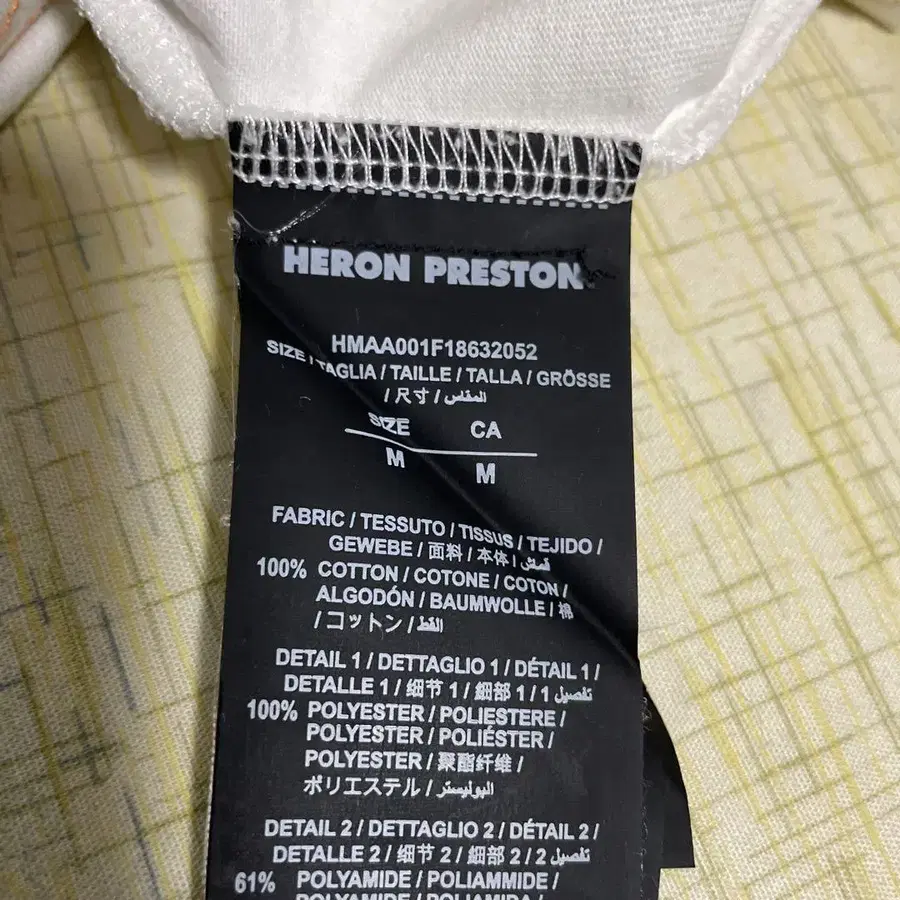 HERON PRESTON
HMAA001F18632052
SIZE / TAGLIA / TAILLE / TALLA / GRÖSSE
/ 尺寸 / المقاس
SIZE CA
M M
FABRIC / TESSUTO / TISSUS / TEJIDO /
GEWEBE / 面料 / 本体 / قماش
100% COTTON / COTONE / COTON /
ALGODÓN / BAUMWOLLE / 棉
/ コットン / القط
DETAIL 1 / DETTAGLIO 1 / DÉTAIL 1 /
DETALLE 1 / 细节 1 / 細部 1 / تفصيل 1
100% POLYESTER / POLIESTERE /
POLYESTER / POLIÉSTER /
POLYESTER / 聚酯纤维 /
ポリエステル / البوليستر
DETAIL 2 / DETTAGLIO 2 / DÉTAIL 2 /
DETALLE 2 / 细节 2 / 細部 2 / تفصيل 2
61% POLYAMIDE / POLIAMMIDE /
POLYAMID / POLIAMIDA /